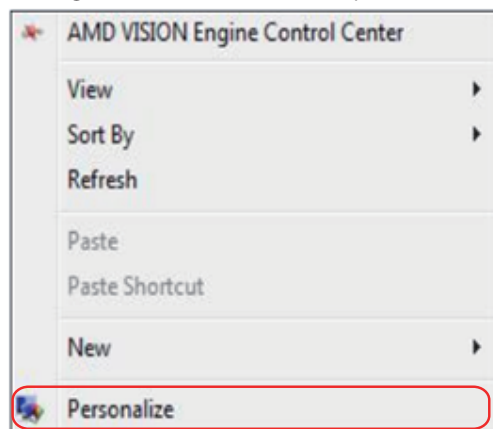 AMD VISION Engine Control Center
View
Sort By
Refresh
Paste
Paste Shortcut
New
Personalize